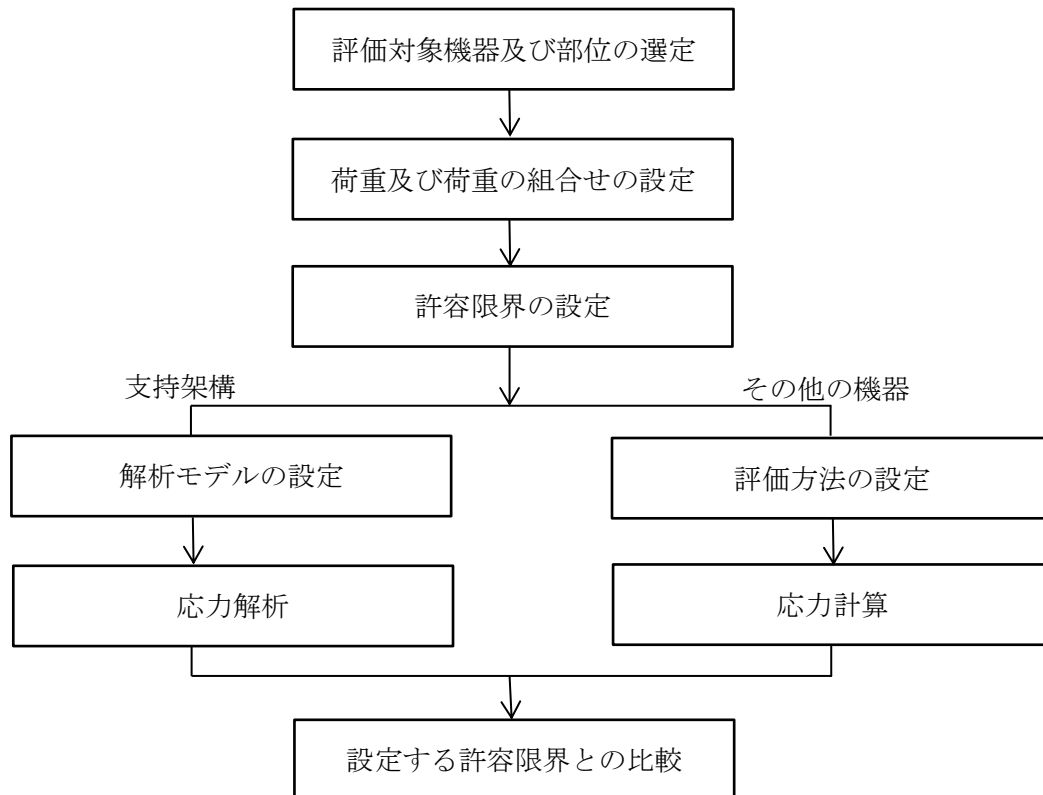 評価対象機器及び部位の選定
荷重及び荷重の組合せの設定
許容限界の設定
支持架構
その他の機器
解析モデルの設定
評価方法の設定
応力解析
応力計算
設定する許容限界との比較